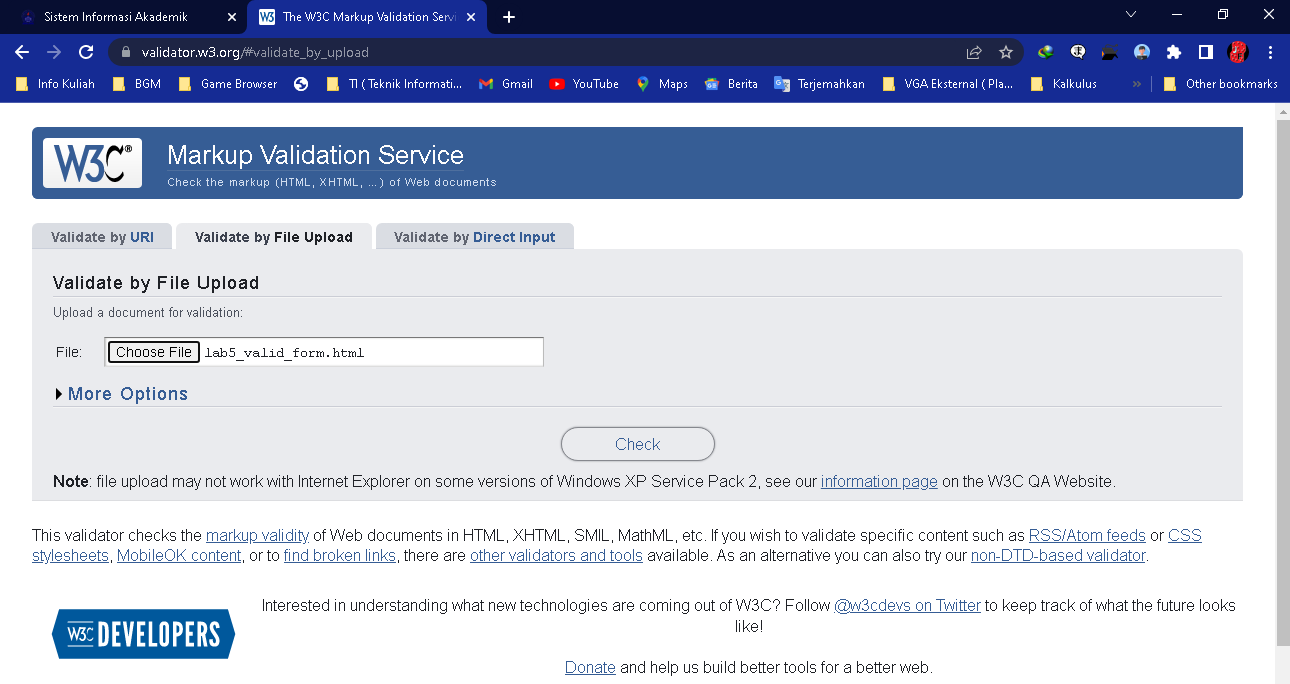 Sistem Informasi Akademik
The W3C Markup Validation Servi
validator.w3.org/#validate_by_upload
Info Kuliah BGM Game Browser TI ( Teknik Informati... Gmail YouTube Maps Berita Terjemahkan VGA Eksternal ( Pla... Kalkulus » Other bookmarks
W3C® Markup Validation Service
Check the markup (HTML, XHTML, …) of Web documents
Validate by URI Validate by File Upload Validate by Direct Input
Validate by File Upload
Upload a document for validation:
File: Choose File lab5_valid_form.html
More Options
Check
Note: file upload may not work with Internet Explorer on some versions of Windows XP Service Pack 2, see our information page on the W3C QA Website.
This validator checks the markup validity of Web documents in HTML, XHTML, SMIL, MathML, etc. If you wish to validate specific content such as RSS/Atom feeds or CSS
stylesheets, MobileOK content, or to find broken links, there are other validators and tools available. As an alternative you can also try our non-DTD-based validator.
W3C DEVELOPERS
Interested in understanding what new technologies are coming out of W3C? Follow @w3cdevs on Twitter to keep track of what the future looks
like!
Donate and help us build better tools for a better web.